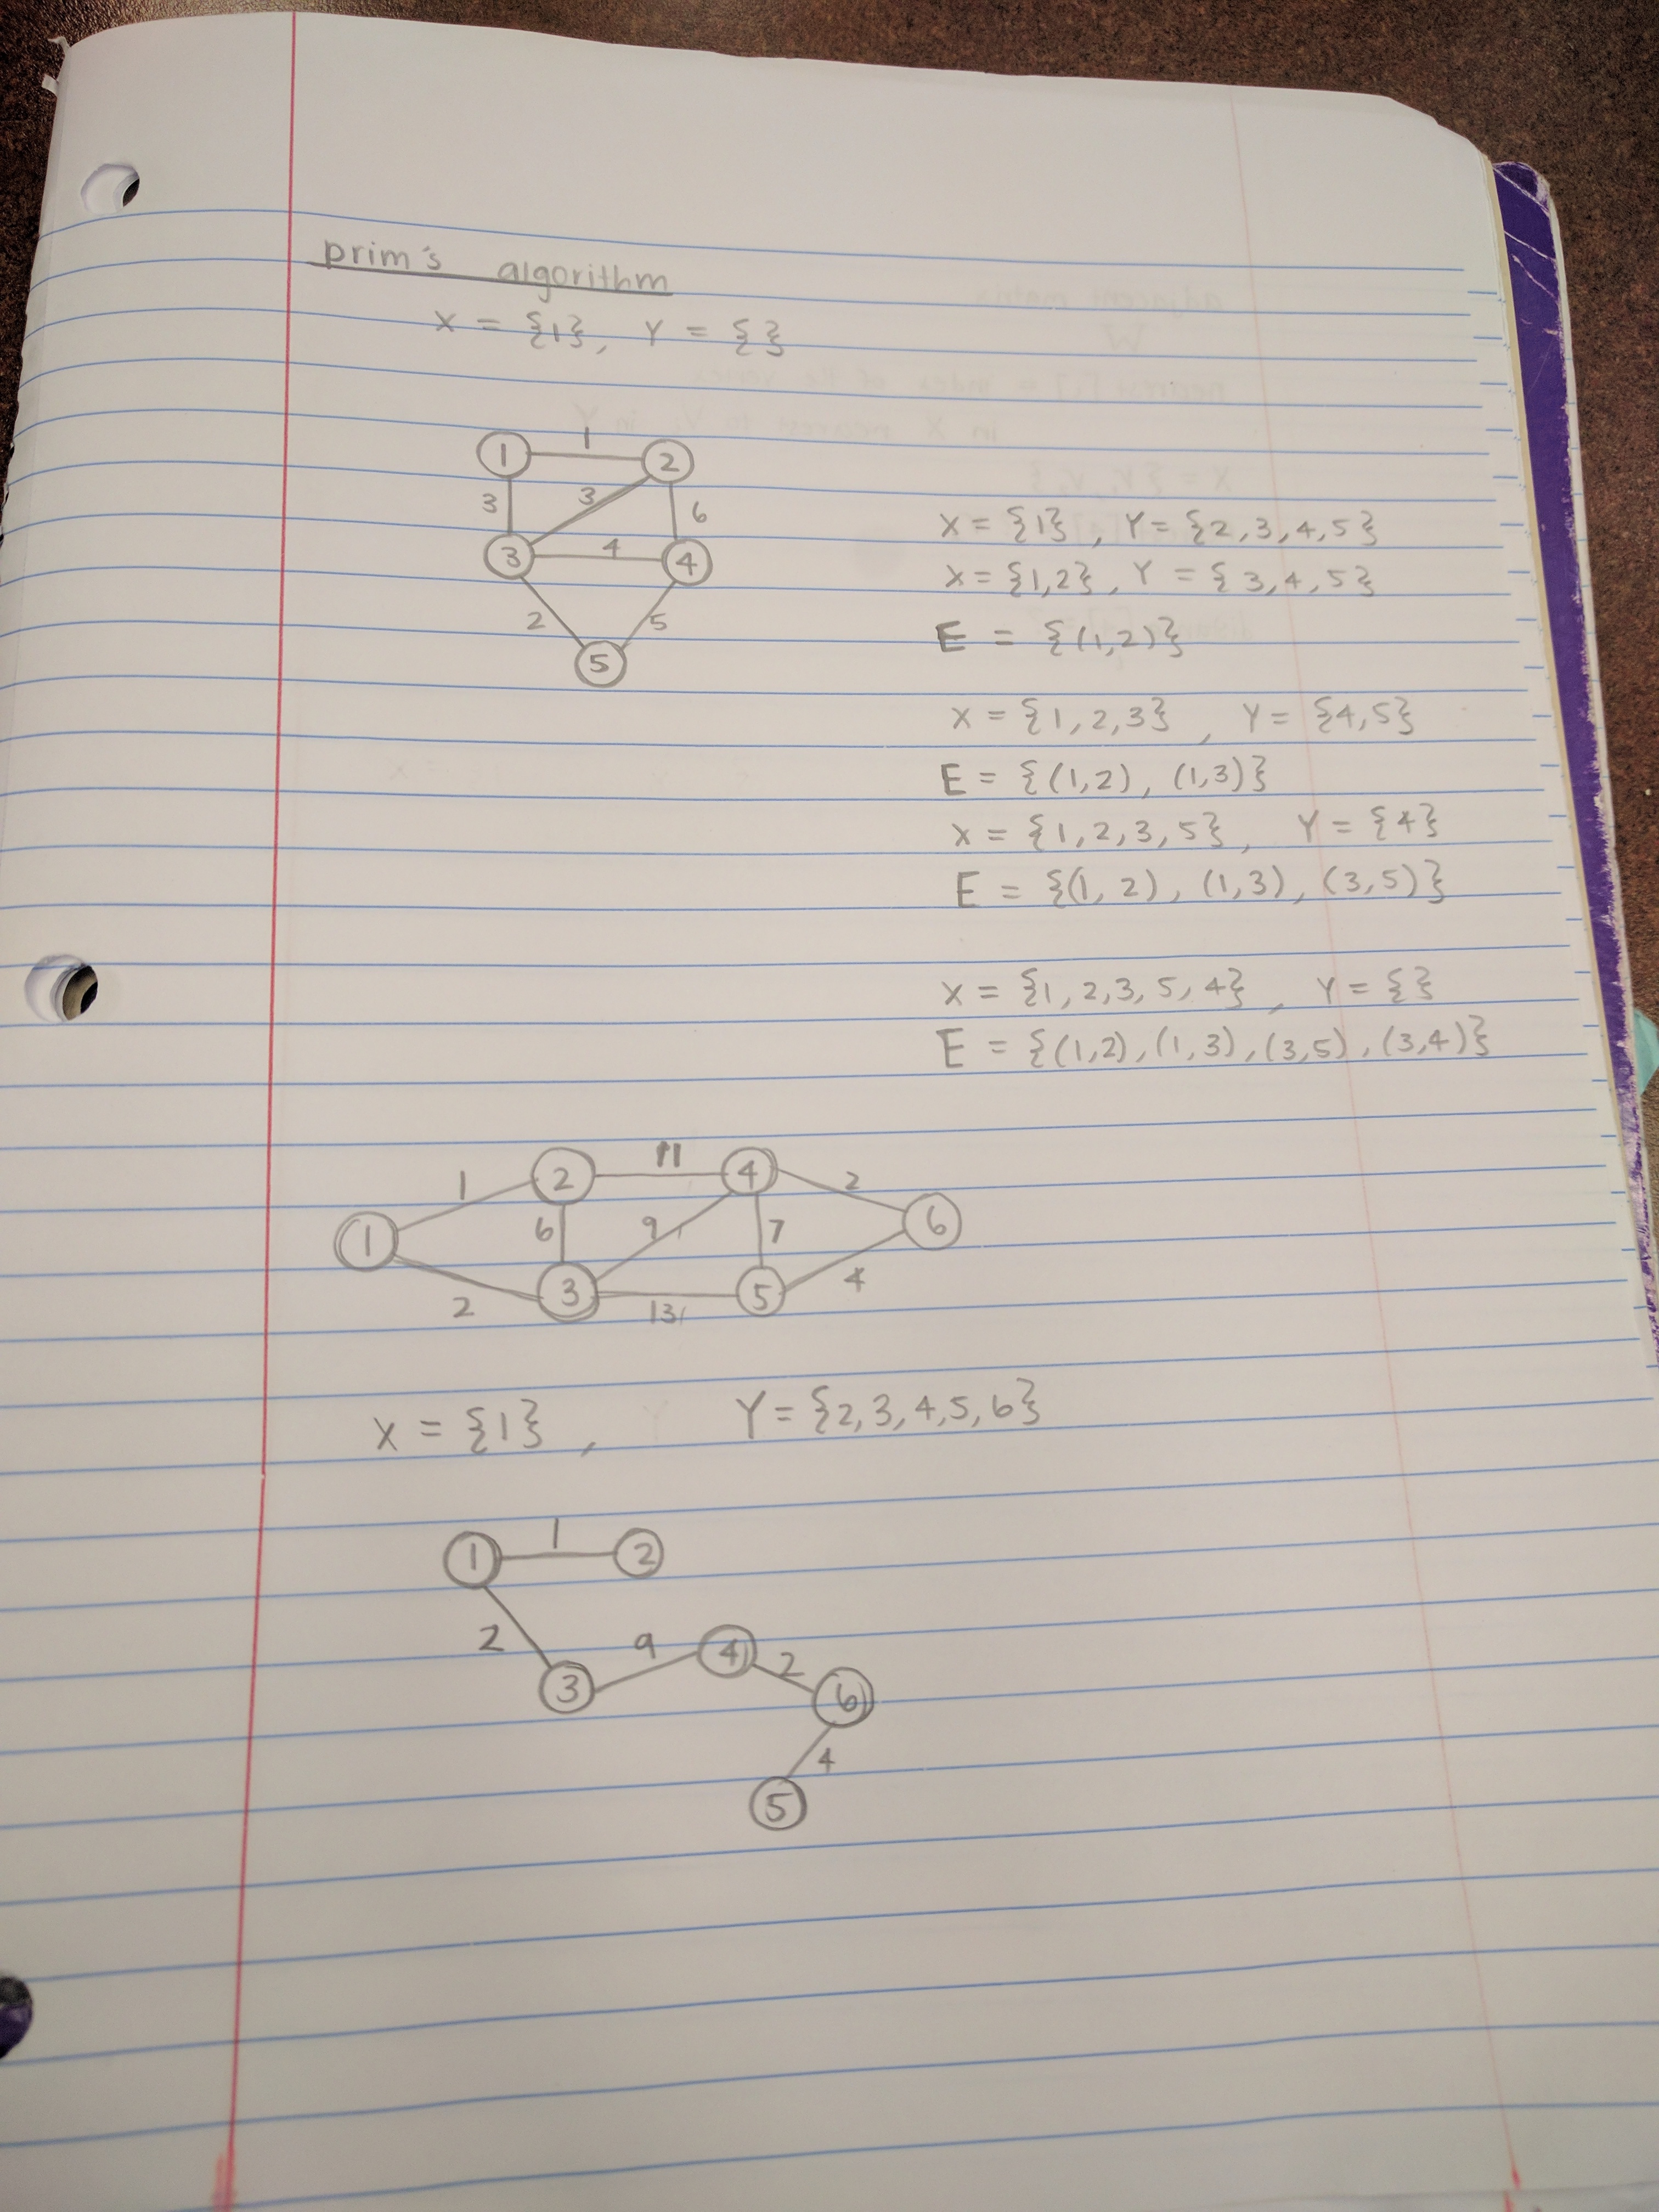 prim's algorithm
X = {1}, Y = {}
1 1 2
3 3 6
3 4 4
2 5
5
X = {1}, Y = {2,3,4,5}
X = {1,2}, Y = {3,4,5}
E = {(1,2)}
X = {1,2,3}, Y = {4,5}
E = {(1,2), (1,3)}
X = {1,2,3,5}, Y = {4}
E = {(1,2), (1,3), (3,5)}
X = {1,2,3,5,4}, Y = {}
E = {(1,2),(1,3),(3,5),(3,4)}
1 2 11 4 2
1 6 9 7 6
2 3 13 5 4
X = {1}, Y = {2,3,4,5,6}
1 1 2
2 9 4 2
3 6
4
5